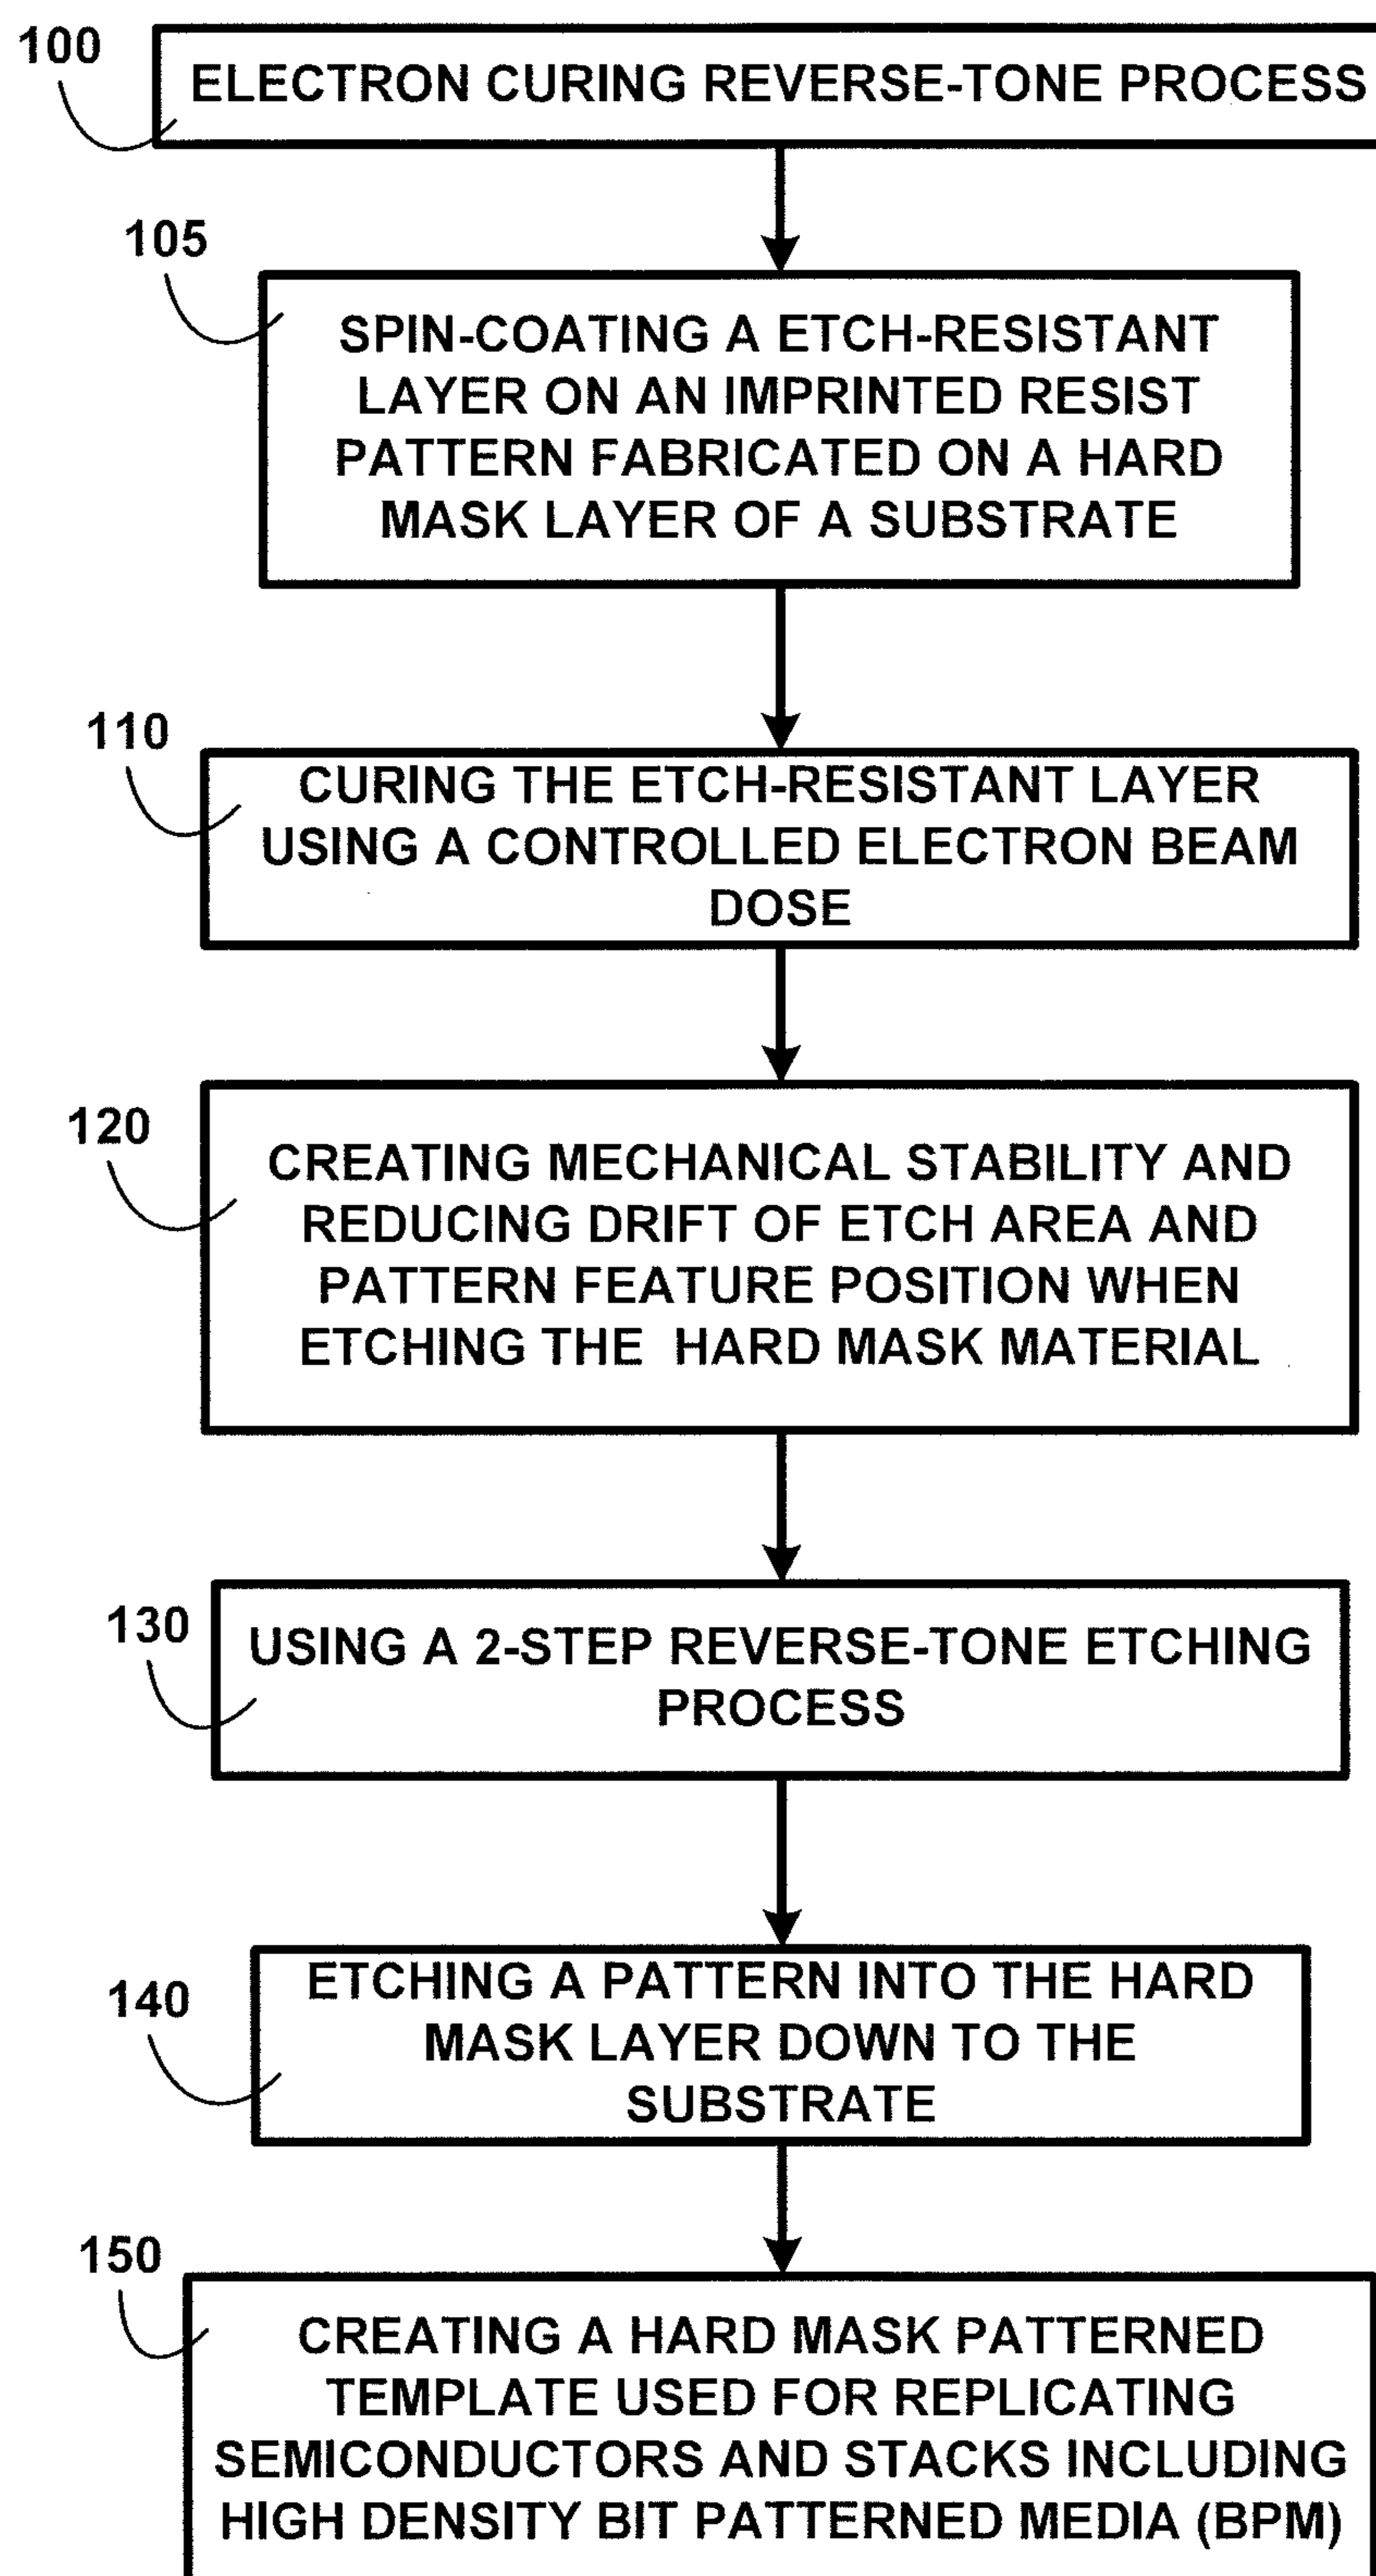 100
ELECTRON CURING REVERSE-TONE PROCESS
105
SPIN-COATING A ETCH-RESISTANT
LAYER ON AN IMPRINTED RESIST
PATTERN FABRICATED ON A HARD
MASK LAYER OF A SUBSTRATE
110
CURING THE ETCH-RESISTANT LAYER
USING A CONTROLLED ELECTRON BEAM
DOSE
120
CREATING MECHANICAL STABILITY AND
REDUCING DRIFT OF ETCH AREA AND
PATTERN FEATURE POSITION WHEN
ETCHING THE HARD MASK MATERIAL
130
USING A 2-STEP REVERSE-TONE ETCHING
PROCESS
140
ETCHING A PATTERN INTO THE HARD
MASK LAYER DOWN TO THE
SUBSTRATE
150
CREATING A HARD MASK PATTERNED
TEMPLATE USED FOR REPLICATING
SEMICONDUCTORS AND STACKS INCLUDING
HIGH DENSITY BIT PATTERNED MEDIA (BPM)